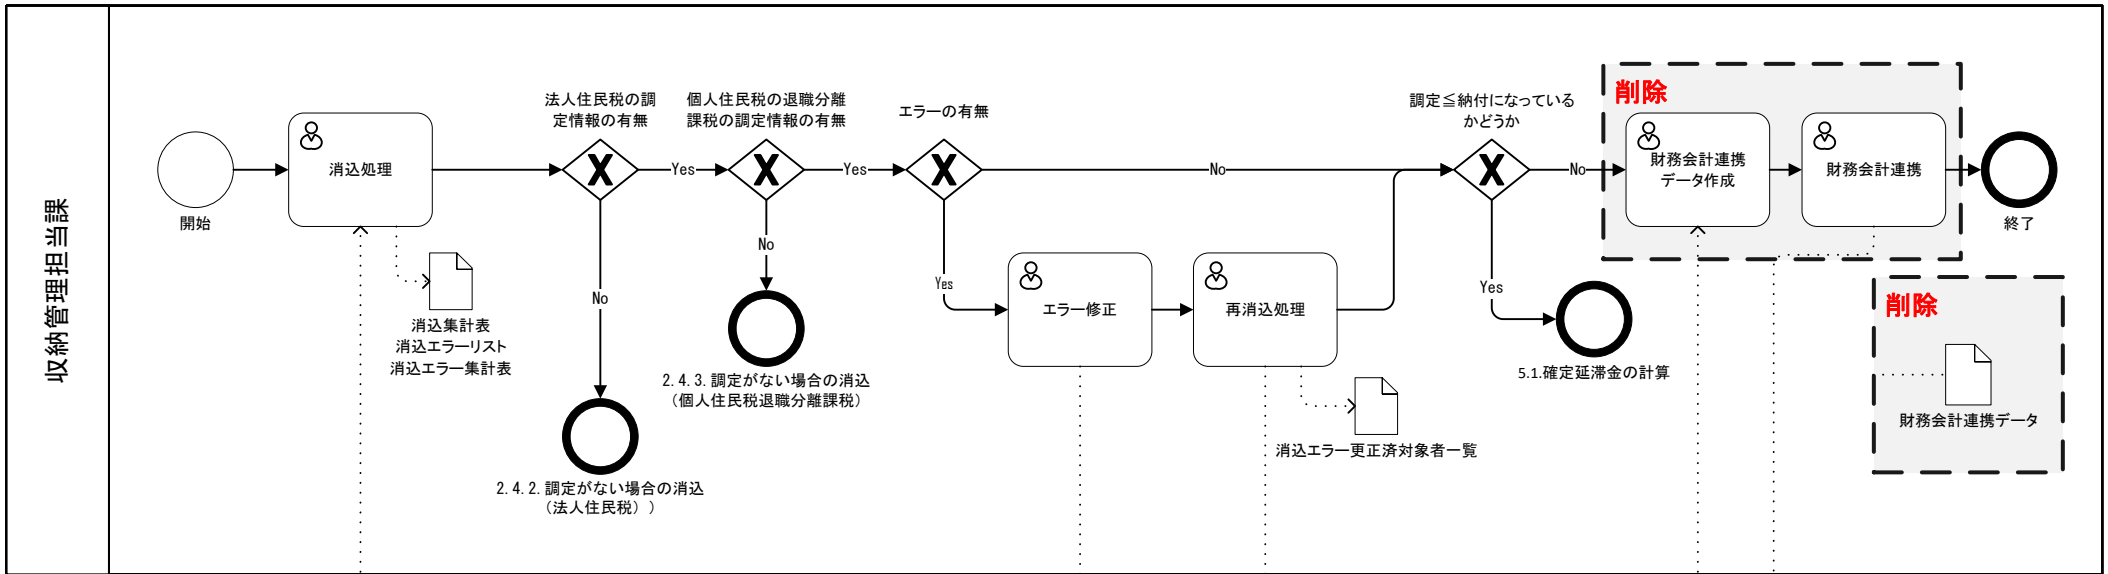 収納管理担当課
開始
消込処理
消込集計表
消込エラーリスト
消込エラー集計表
法人住民税の調
定情報の有無
Yes
No
2.4.2.調定がない場合の消込
（法人住民税））
個人住民税の退職分離
課税の調定情報の有無
Yes
No
2.4.3.調定がない場合の消込
（個人住民税退職分離課税）
エラーの有無
No
Yes
エラー修正
再消込処理
消込エラー更正済対象者一覧
調定≦納付になっている
かどうか
No
Yes
5.1.確定延滞金の計算
削除
財務会計連携
データ作成
財務会計連携
終了
削除
財務会計連携データ